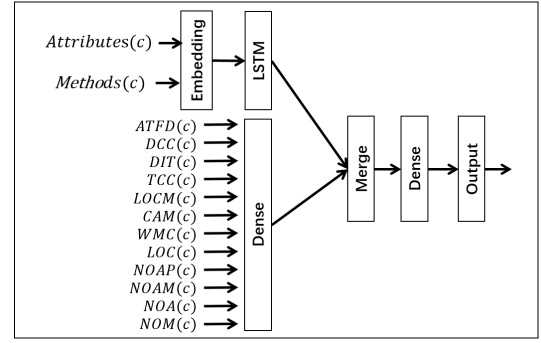 Attributes(c)
Methods(c)
Embedding
LSTM
ATFD(c)
DCC(c)
DIT(c)
TCC(c)
LOCM(c)
CAM(c)
WMC(c)
LOC(c)
NOAP(c)
NOAM(c)
NOA(c)
NOM(c)
Dense
Merge
Dense
Output